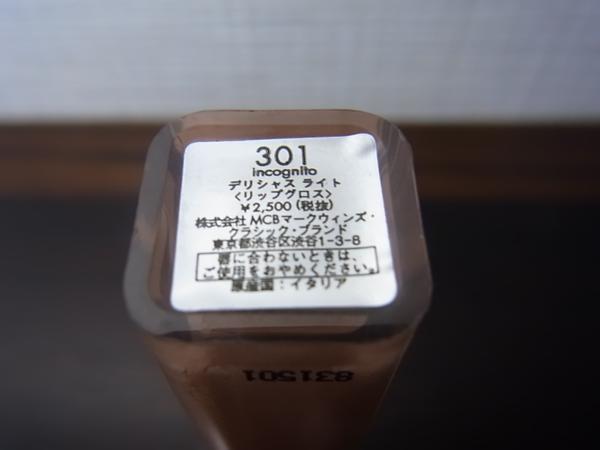 301
incognito
デリシャス ライト
〈リップグロス〉
¥2,500(税抜)
株式会社 MCBマークウィンズ・
クラシック・ブランド
東京都渋谷区渋谷1-3-8
唇に合わないときは、
ご使用をおやめください。
原産国：イタリア
831501